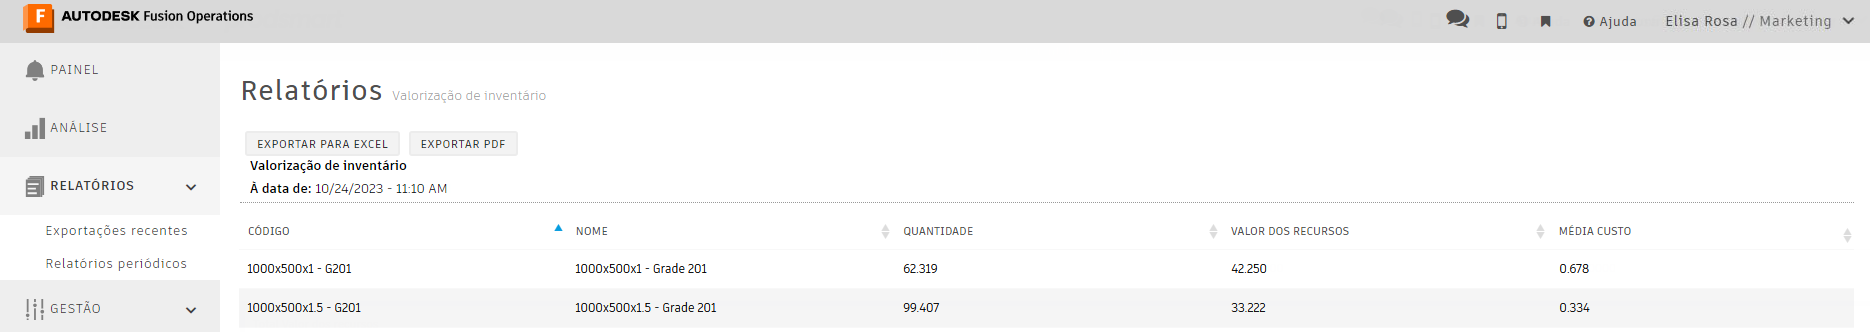 F AUTODESK Fusion Operations
Ajuda
Elisa Rosa // Marketing
PAINEL
ANÁLISE
RELATÓRIOS
Exportações recentes
Relatórios periódicos
GESTÃO
Relatórios Valorização de inventário
EXPORTAR PARA EXCEL EXPORTAR PDF
Valorização de inventário
À data de: 10/24/2023 - 11:10 AM
CÓDIGO NOME QUANTIDADE VALOR DOS RECURSOS MÉDIA CUSTO
1000x500x1 - G201 1000x500x1 - Grade 201 62.319 42.250 0.678
1000x500x1.5 - G201 1000x500x1.5 - Grade 201 99.407 33.222 0.334